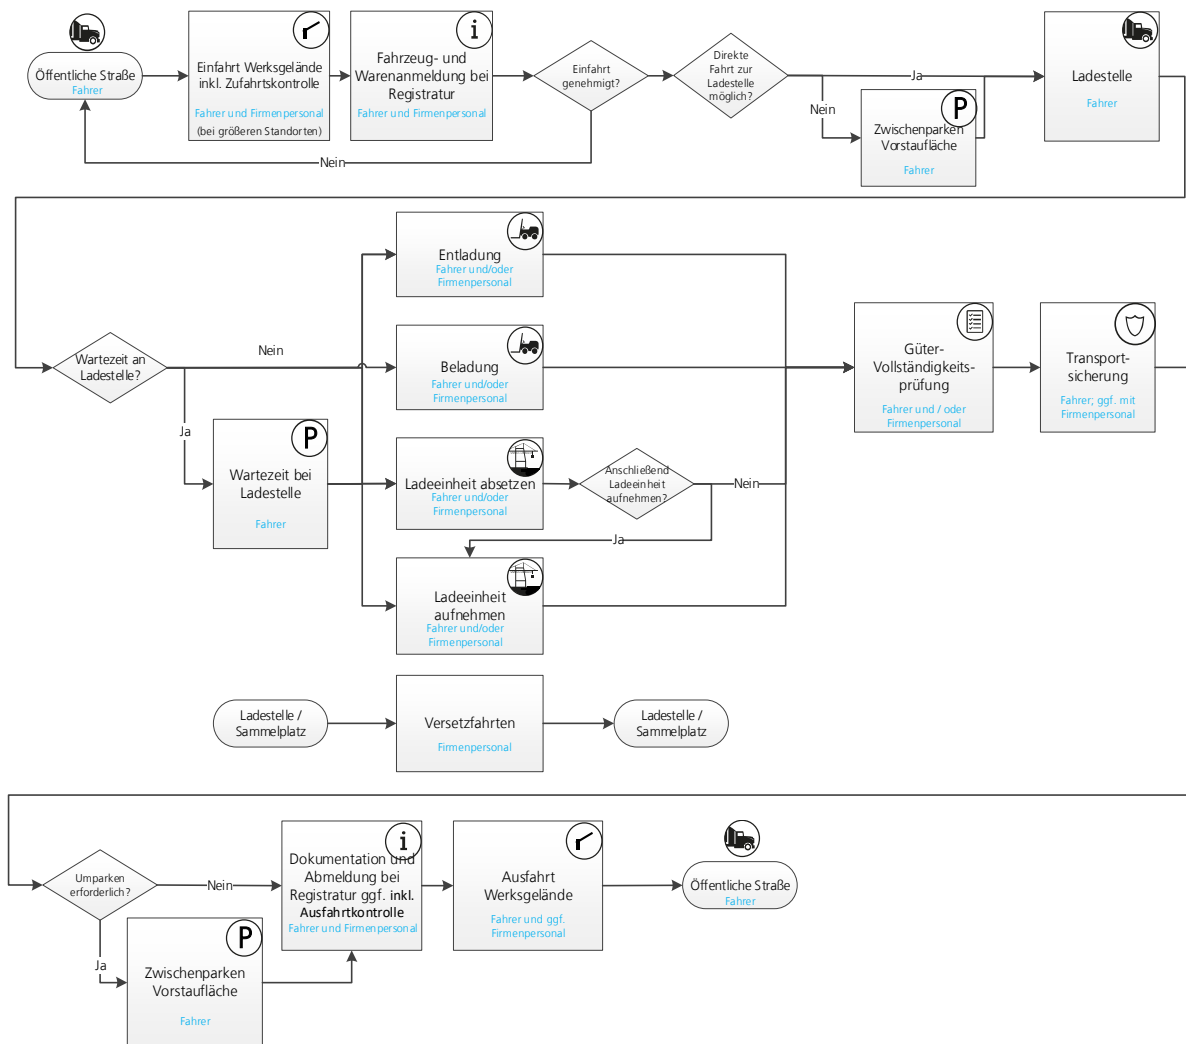 Öffentliche Straße
Fahrer
Einfahrt Werksgelände
inkl. Zufahrtskontrolle
Fahrer und Firmenpersonal
(bei größeren Standorten)
i
Fahrzeug- und
Warenanmeldung bei
Registratur
Fahrer und Firmenpersonal
Einfahrt
genehmigt?
Nein
Direkte
Fahrt zur
Ladestelle
möglich?
Ja
Nein
P
Zwischenparken
Vorstaufläche
Fahrer
Ladestelle
Fahrer
Wartezeit an
Ladestelle?
Nein
Ja
P
Wartezeit bei
Ladestelle
Fahrer
Entladung
Fahrer und/oder
Firmenpersonal
Beladung
Fahrer und/oder
Firmenpersonal
Ladeeinheit absetzen
Fahrer und/oder
Firmenpersonal
Anschließend
Ladeeinheit
aufnehmen?
Nein
Ja
Ladeeinheit
aufnehmen
Fahrer und/oder
Firmenpersonal
Güter-
Vollständigkeits-
prüfung
Fahrer und / oder
Firmenpersonal
Transport-
sicherung
Fahrer; ggf. mit
Firmenpersonal
Ladestelle /
Sammelplatz
Versetzfahrten
Firmenpersonal
Ladestelle /
Sammelplatz
Umparken
erforderlich?
Nein
Ja
P
Zwischenparken
Vorstaufläche
Fahrer
i
Dokumentation und
Abmeldung bei
Registratur ggf. inkl.
Ausfahrtkontrolle
Fahrer und Firmenpersonal
Ausfahrt
Werksgelände
Fahrer und ggf.
Firmenpersonal
Öffentliche Straße
Fahrer